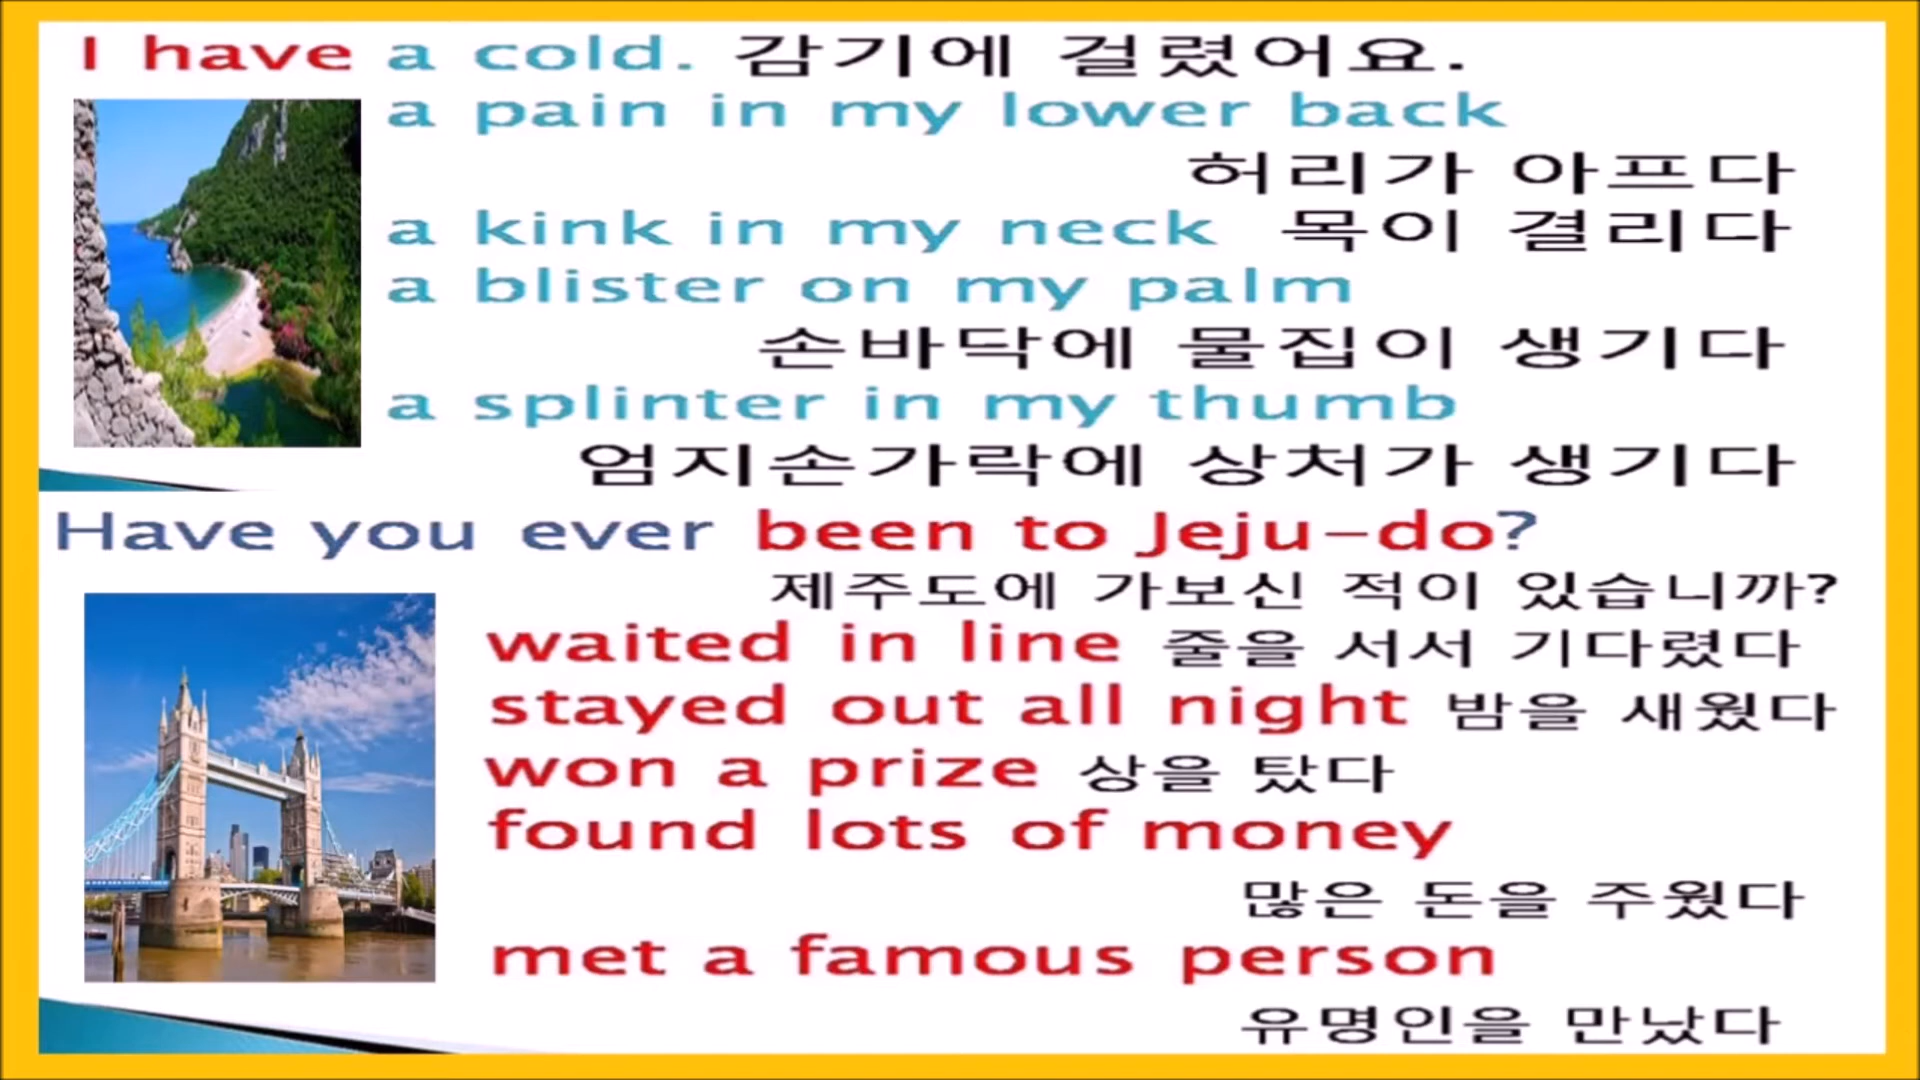 I have a cold. 감기에 걸렸어요.
a pain in my lower back
허리가 아프다
a kink in my neck 목이 결리다
a blister on my palm
손바닥에 물집이 생기다
a splinter in my thumb
엄지손가락에 상처가 생기다
Have you ever been to Jeju-do?
제주도에 가보신 적이 있습니까?
waited in line 줄을 서서 기다렸다
stayed out all night 밤을 새웠다
won a prize 상을 탔다
found lots of money
많은 돈을 주웠다
met a famous person
유명인을 만났다